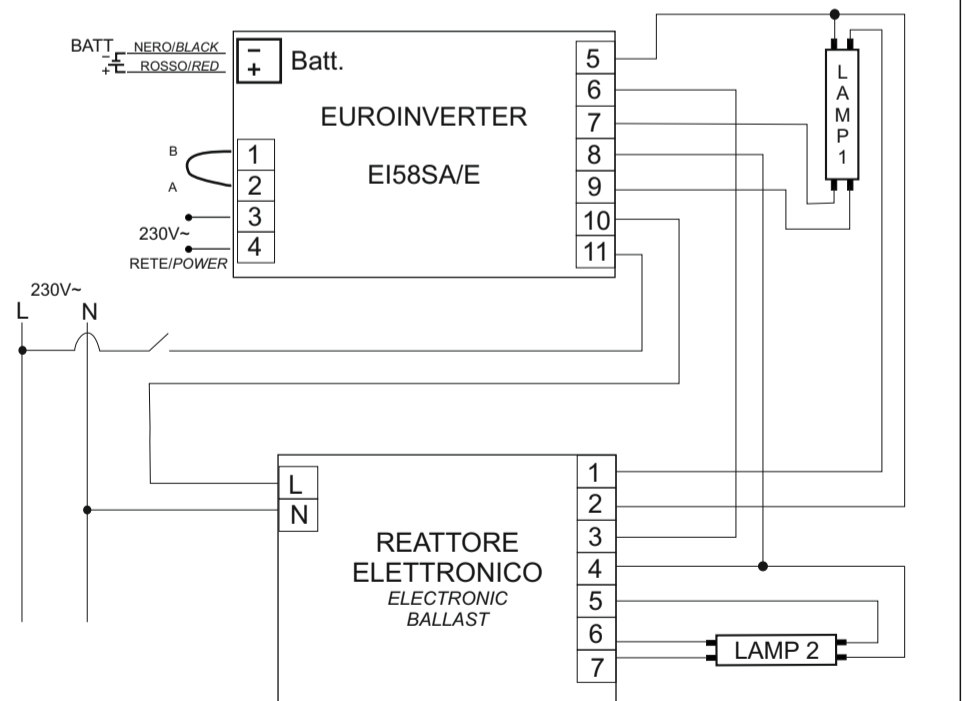 BATT
NERO/BLACK
ROSSO/RED
−
+
−
+
Batt.
EUROINVERTER
EI58SA/E
B
A
1
2
3
4
230V~
RETE/POWER
5
6
7
8
9
10
11
LAMP1
230V~
L
N
L
N
REATTORE
ELETTRONICO
ELECTRONIC
BALLAST
1
2
3
4
5
6
7
LAMP 2